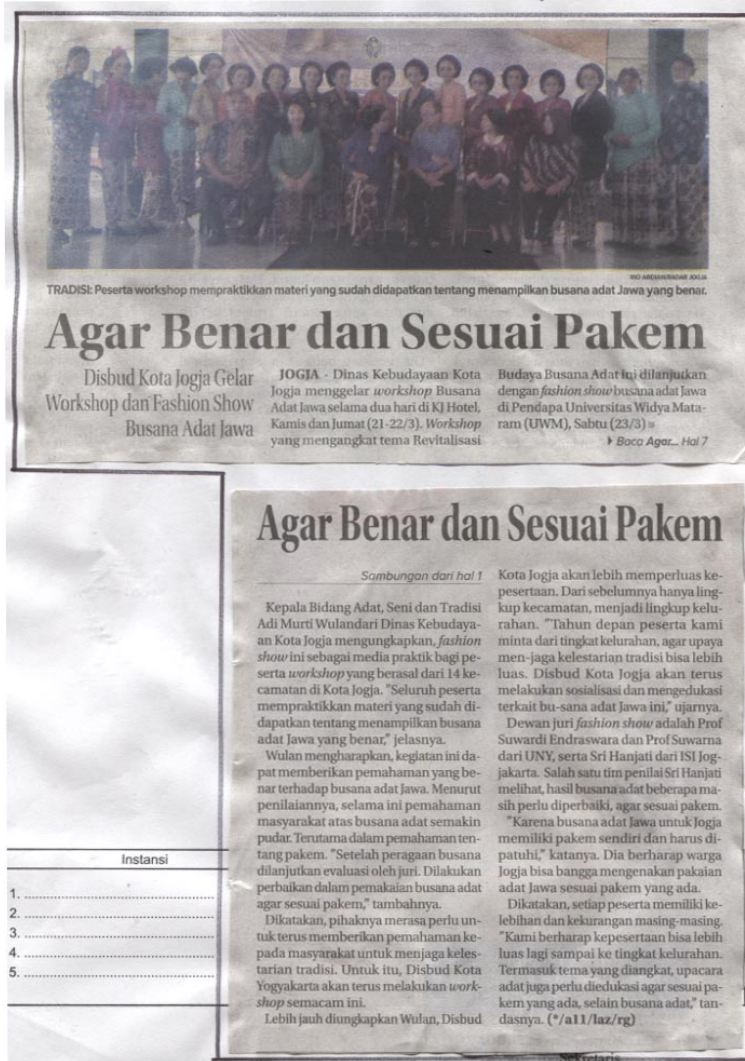 RIO ARDIAN/RADAR JOGJA
TRADISI: Peserta workshop mempraktikkan materi yang sudah didapatkan tentang menampilkan busana adat Jawa yang benar.
Agar Benar dan Sesuai Pakem
Disbud Kota Jogja Gelar
Workshop dan Fashion Show
Busana Adat Jawa
JOGJA - Dinas Kebudayaan Kota
Jogja menggelar workshop Busana
Adat Jawa selama dua hari di KJ Hotel,
Kamis dan Jumat (21-22/3). Workshop
yang mengangkat tema Revitalisasi
Budaya Busana Adat ini dilanjutkan
dengan fashion show busana adat Jawa
di Pendapa Universitas Widya Mata-
ram (UWM), Sabtu (23/3)
Baca Agar... Hal 7
Agar Benar dan Sesuai Pakem
Sambungan dari hal 1
Kepala Bidang Adat, Seni dan Tradisi
Adi Murti Wulandari Dinas Kebudaya-
an Kota Jogja mengungkapkan, fashion
show ini sebagai media praktik bagi pe-
serta workshop yang berasal dari 14 ke-
camatan di Kota Jogja. "Seluruh peserta
mempraktikkan materi yang sudah di-
dapatkan tentang menampilkan busana
adat Jawa yang benar," jelasnya.
Wulan mengharapkan, kegiatan ini da-
pat memberikan pemahaman yang be-
nar terhadap busana adat Jawa. Menurut
penilaiannya, selama ini pemahaman
masyarakat atas busana adat semakin
pudar. Terutama dalam pemahaman ten-
tang pakem. "Setelah peragaan busana
dilanjutkan evaluasi oleh juri. Dilakukan
perbaikan dalam pemakaian busana adat
agar sesuai pakem," tambahnya.
Dikatakan, pihaknya merasa perlu un-
tuk terus memberikan pemahaman ke-
pada masyarakat untuk menjaga keles-
tarian tradisi. Untuk itu, Disbud Kota
Yogyakarta akan terus melakukan work-
shop semacam ini.
Lebih jauh diungkapkan Wulan, Disbud
Kota Jogja akan lebih memperluas ke-
pesertaan. Dari sebelumnya hanya ling-
kup kecamatan, menjadi lingkup kelu-
rahan. "Tahun depan peserta kami
minta dari tingkat kelurahan, agar upaya
men-jaga kelestarian tradisi bisa lebih
luas. Disbud Kota Jogja akan terus
melakukan sosialisasi dan mengedukasi
terkait bu-sana adat Jawa ini," ujarnya.
Dewan juri fashion show adalah Prof
Suwardi Endraswara dan Prof Suwarna
dari UNY, serta Sri Hanjati dari ISI Jog-
jakarta. Salah satu tim penilai Sri Hanjati
melihat, hasil busana adat beberapa ma-
sih perlu diperbaiki, agar sesuai pakem.
"Karena busana adat Jawa untuk Jogja
memiliki pakem sendiri dan harus di-
patuhi," katanya. Dia berharap warga
Jogja bisa bangga mengenakan pakaian
adat Jawa sesuai pakem yang ada.
Dikatakan, setiap peserta memiliki ke-
lebihan dan kekurangan masing-masing.
"Kami berharap kepesertaan bisa lebih
luas lagi sampai ke tingkat kelurahan.
Termasuk tema yang diangkat, upacara
adat juga perlu diedukasi agar sesuai pa-
kem yang ada, selain busana adat," tan-
dasnya. (*/a11/laz/rg)
Instansi
1. ........................................
2. ........................................
3. ........................................
4. ........................................
5. ........................................
Sekretaris